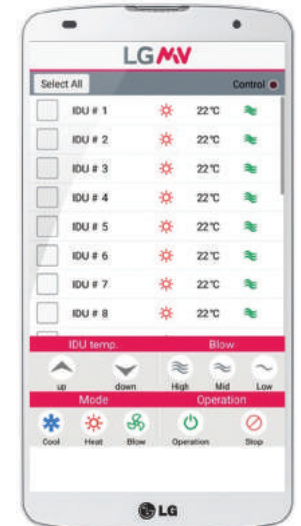 LGMV
Select All Control
IDU # 1 22℃
IDU # 2 22℃
IDU # 3 22℃
IDU # 4 22℃
IDU # 5 22℃
IDU # 6 22℃
IDU # 7 22℃
IDU # 8 22℃
IDU temp. Blow
up down High Mid Low
Mode Operation
Cool Heat Blow Operation Stop
LG